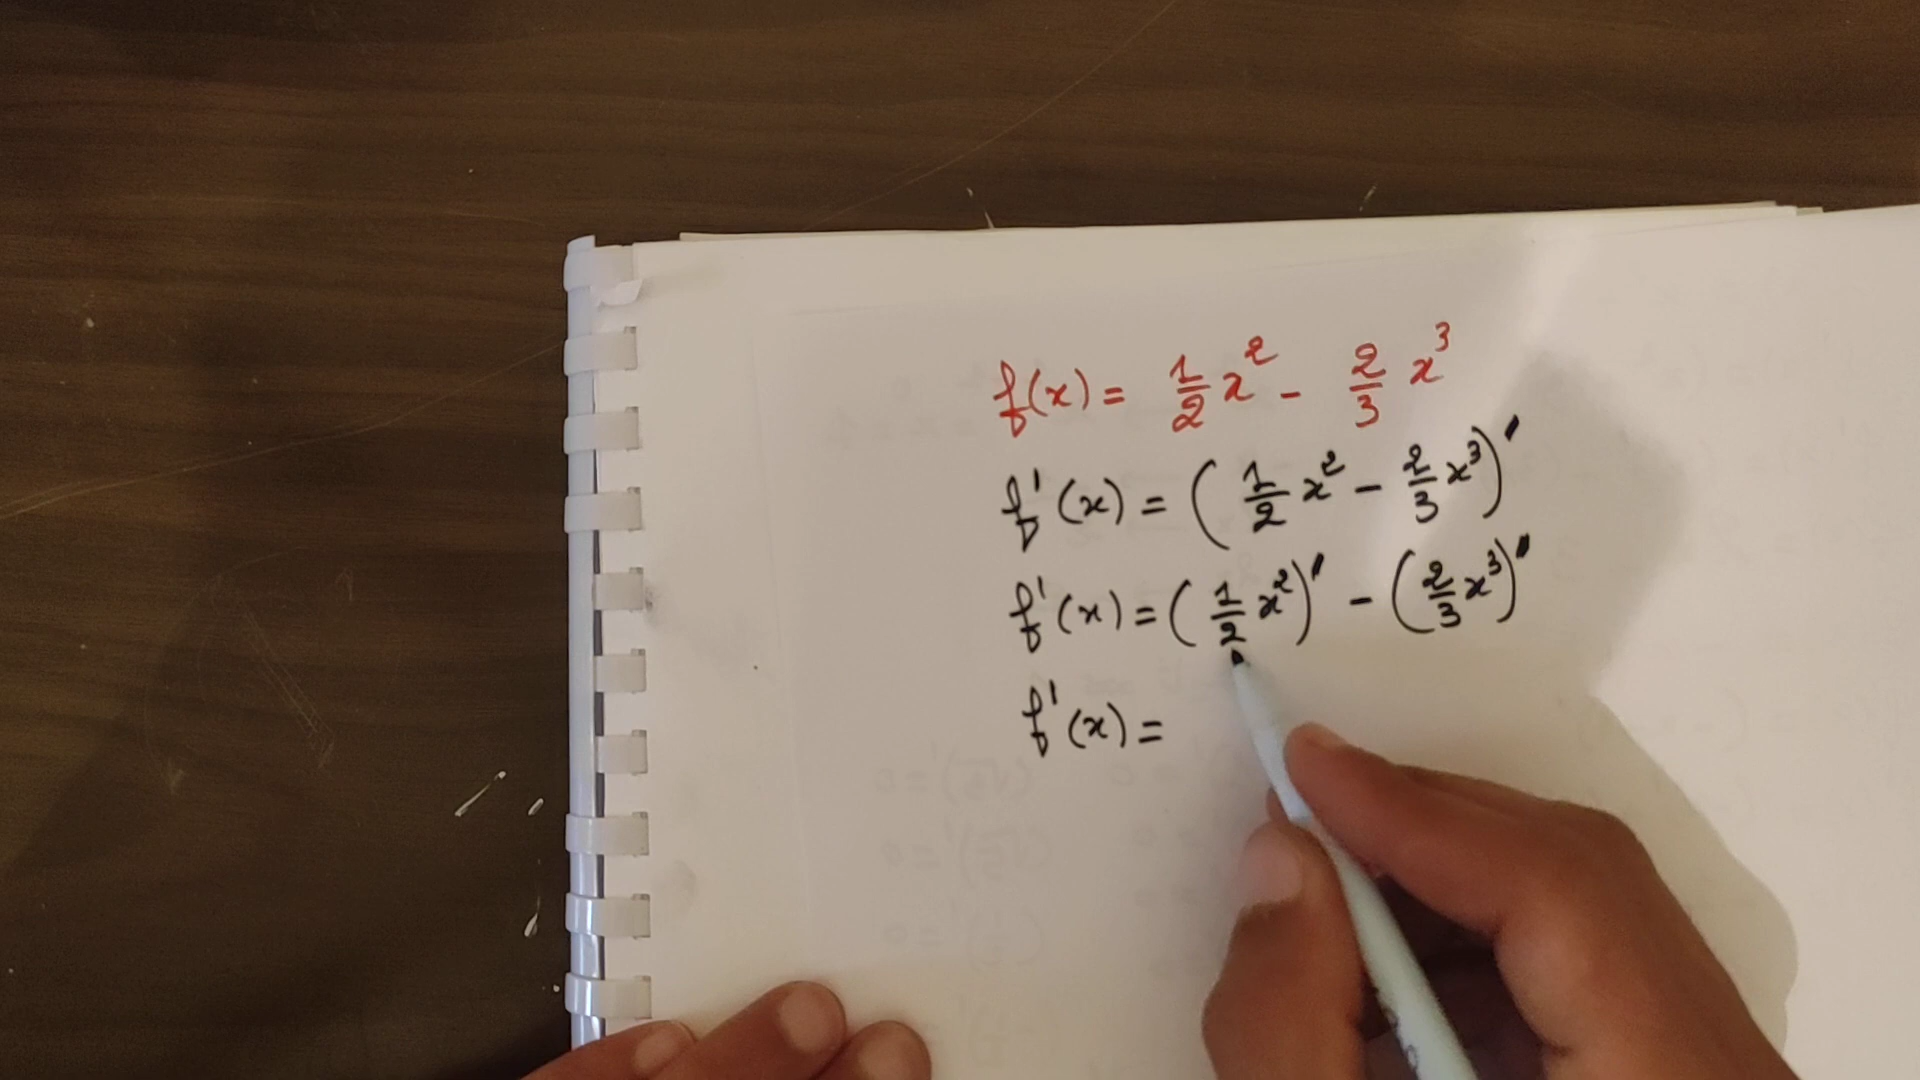 f(x) = 1/2 x² - 2/3 x³
f'(x) = ( 1/2 x² - 2/3 x³ )'
f'(x) = ( 1/2 x² )' - ( 2/3 x³ )'
f'(x) =